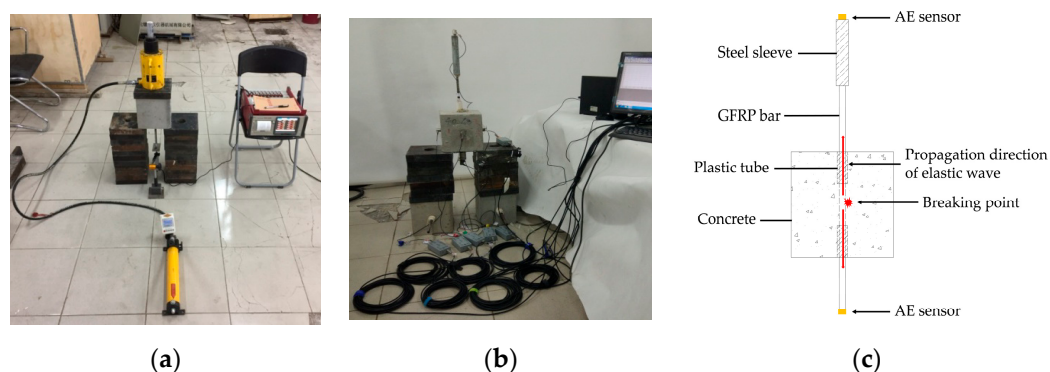 AE sensor
Steel sleeve
GFRP bar
Plastic tube
Propagation direction
of elastic wave
Breaking point
Concrete
AE sensor
(a)
(b)
(c)